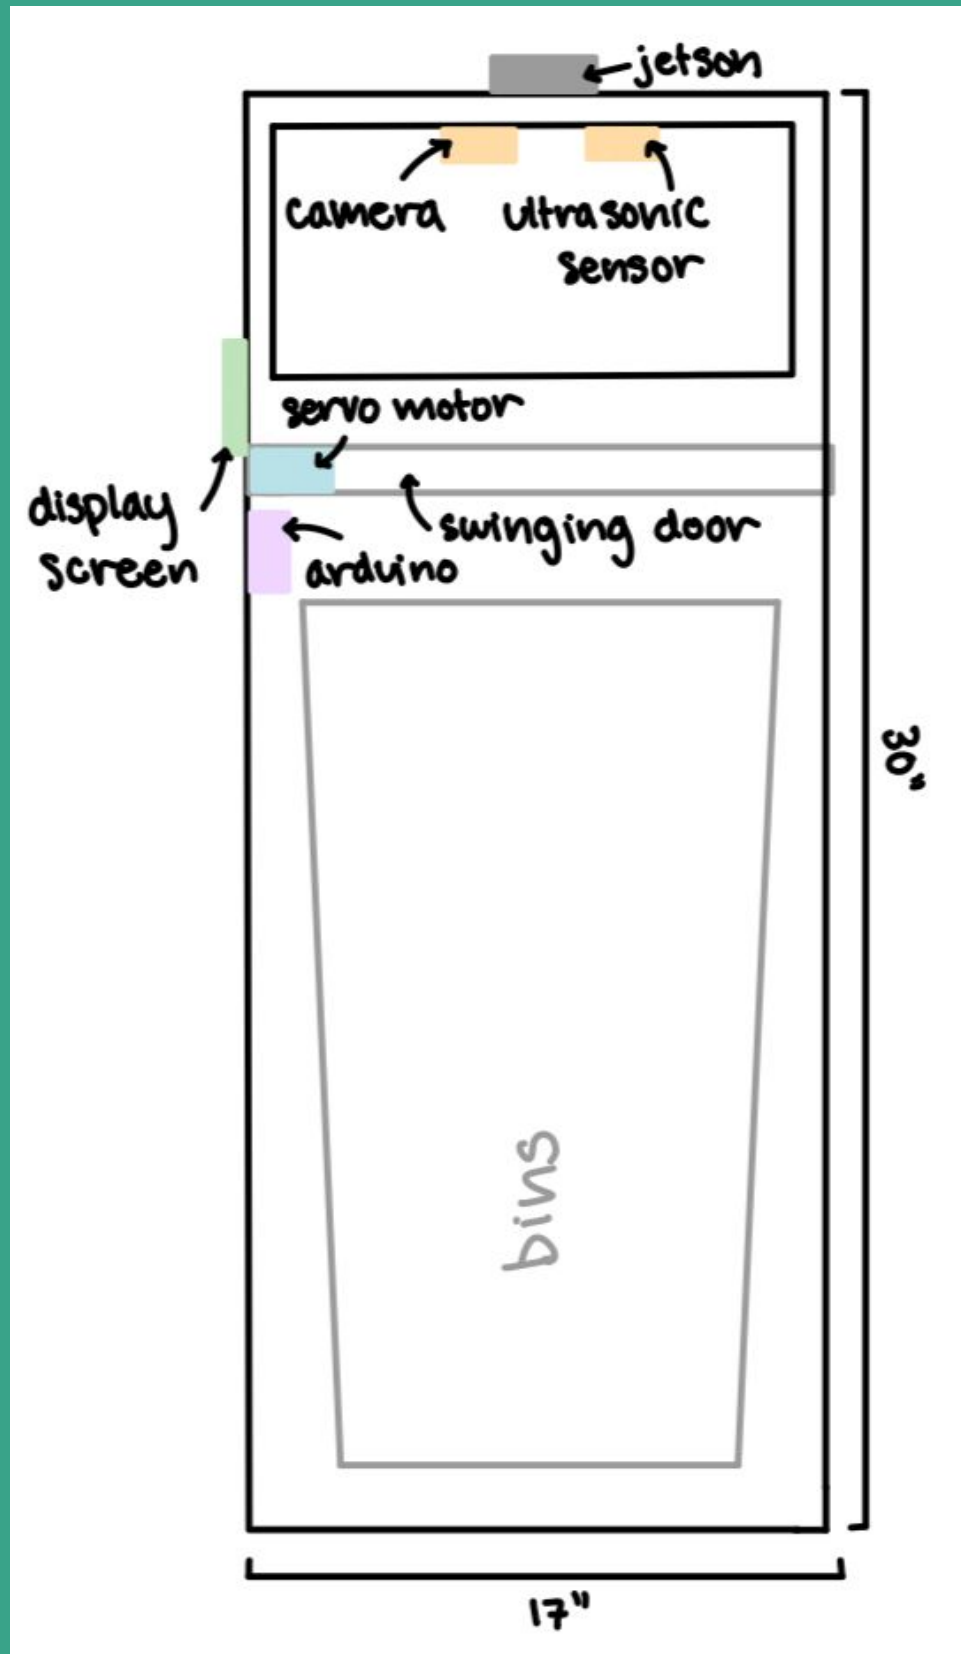 jetson
camera
ultrasonic
sensor
servo motor
display
screen
swinging door
arduino
30"
bins
17"